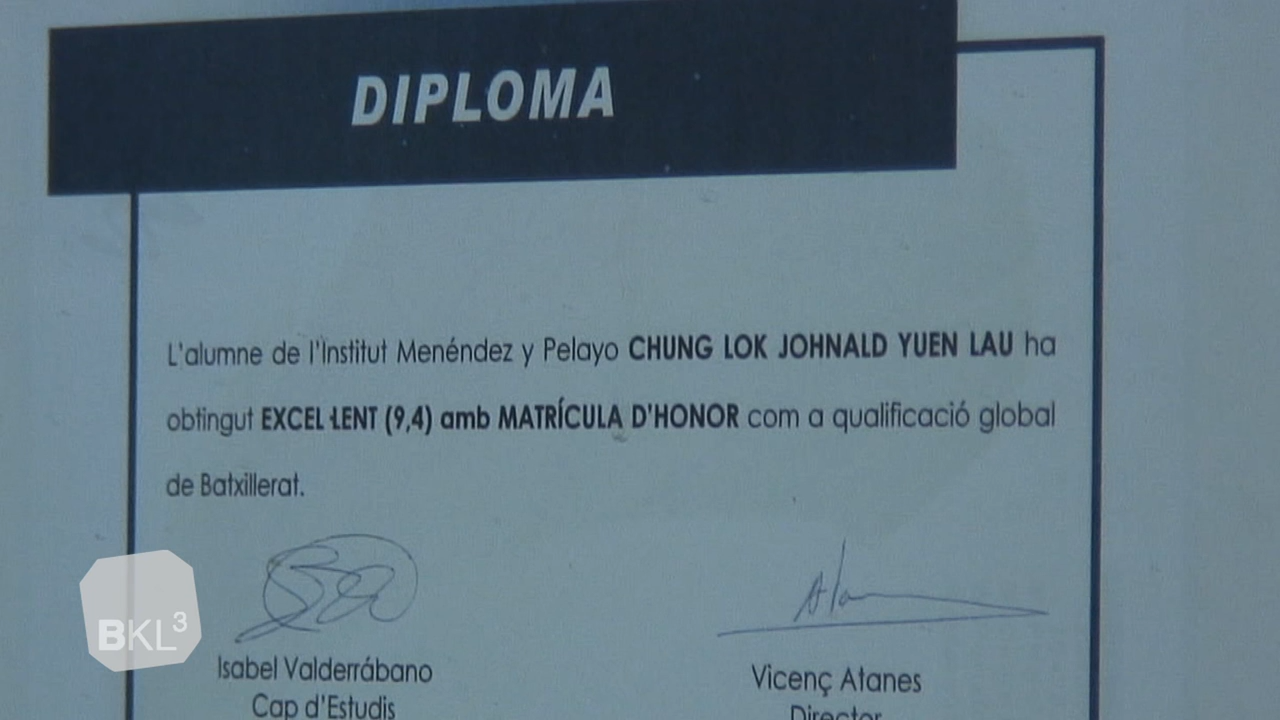 DIPLOMA
L'alumne de l'Institut Menéndez y Pelayo CHUNG LOK JOHNALD YUEN LAU ha
obtingut EXCEL·LENT (9,4) amb MATRÍCULA D'HONOR com a qualificació global
de Batxillerat.
BKL3
Isabel Valderrábano
Vicenç Atanes
Cap d'Estudis
Director